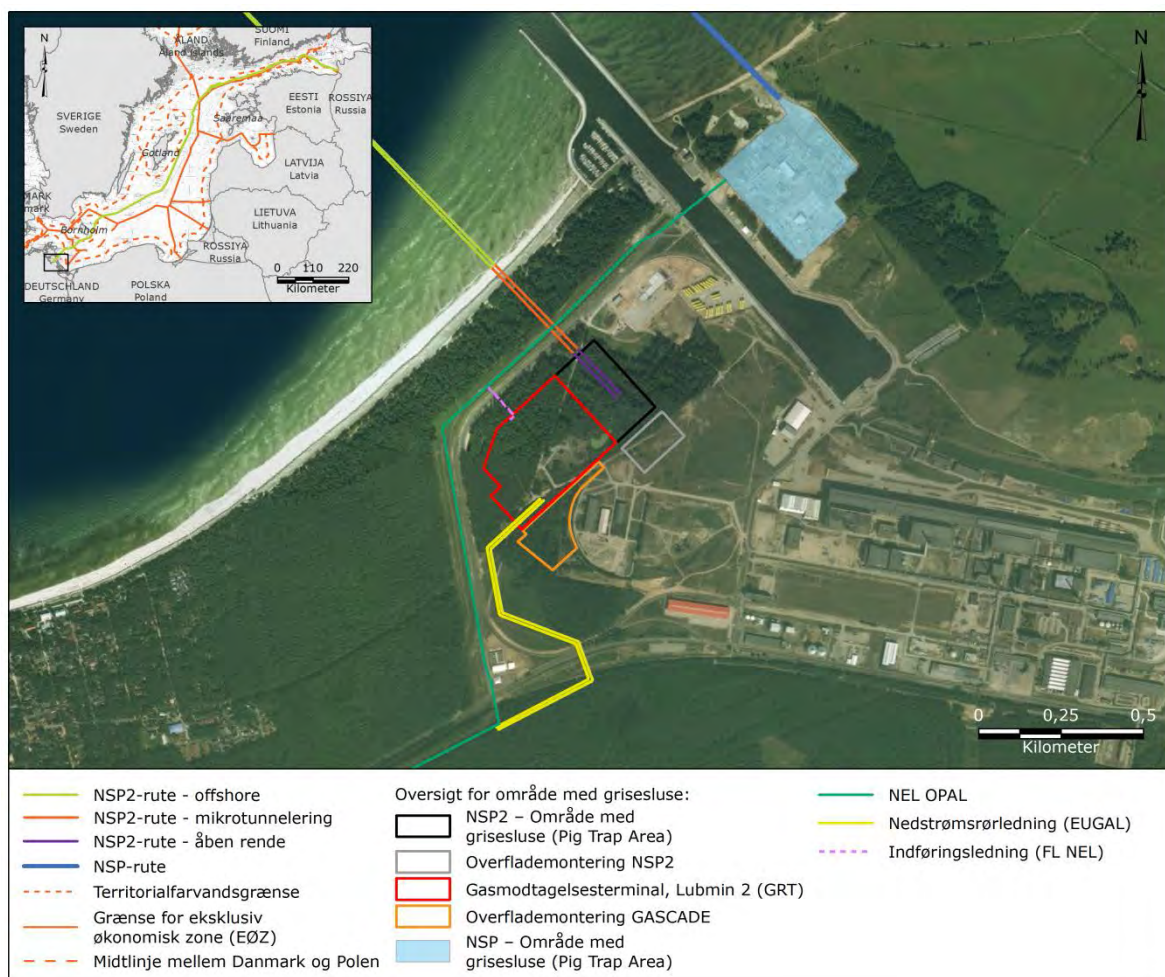 N
ÅLAND
Åland Islands
SUOMI
Finland
SVERIGE
Sweden
EESTI
Estonia
ROSSIYA
Russia
Saaremaa
Gotland
LATVIJA
Latvia
MARK
mark
LIETUVA
Lithuania
Bornholm
ROSSIYA
Russia
0 110 220
Kilometer
DEUTSCHLAND
Germany
POLSKA
Poland
N
0 0,25 0,5
Kilometer
NSP2-rute - offshore
NSP2-rute - mikrotunnelering
NSP2-rute - åben rende
NSP-rute
Territorialfarvandsgrænse
Grænse for eksklusiv
økonomisk zone (EØZ)
Midtlinje mellem Danmark og Polen
Oversigt for område med grisesluse:
NSP2 – Område med
grisesluse (Pig Trap Area)
Overflademontering NSP2
Gasmodtagelsesterminal, Lubmin 2 (GRT)
Overflademontering GASCADE
NSP – Område med
grisesluse (Pig Trap Area)
NEL OPAL
Nedstrømsrørledning (EUGAL)
Indføringsledning (FL NEL)